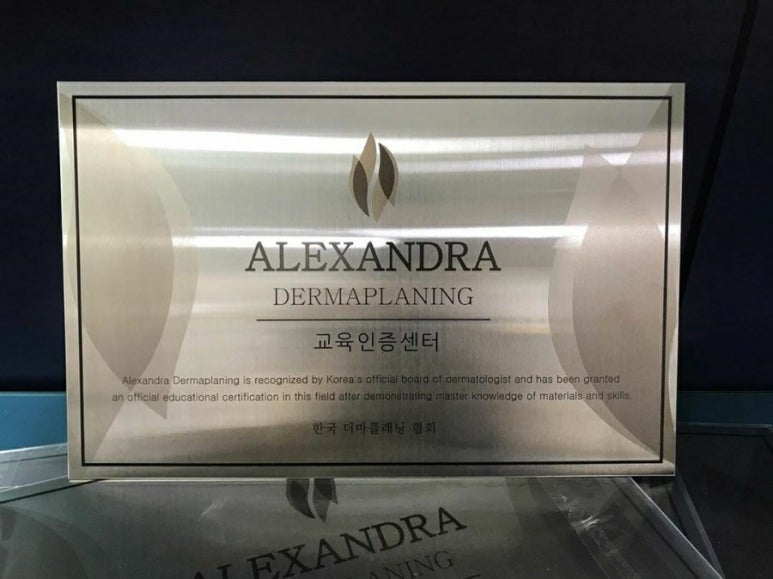 ALEXANDRA
DERMAPLANING
교육인증센터
Alexandra Dermaplaning is recognized by Korea's official board of dermatologist and has been granted
an official educational certification in this field after demonstrating master knowledge of materials and skills.
한국 더마플래닝 협회
ALEXANDRA
DERMAPLANING